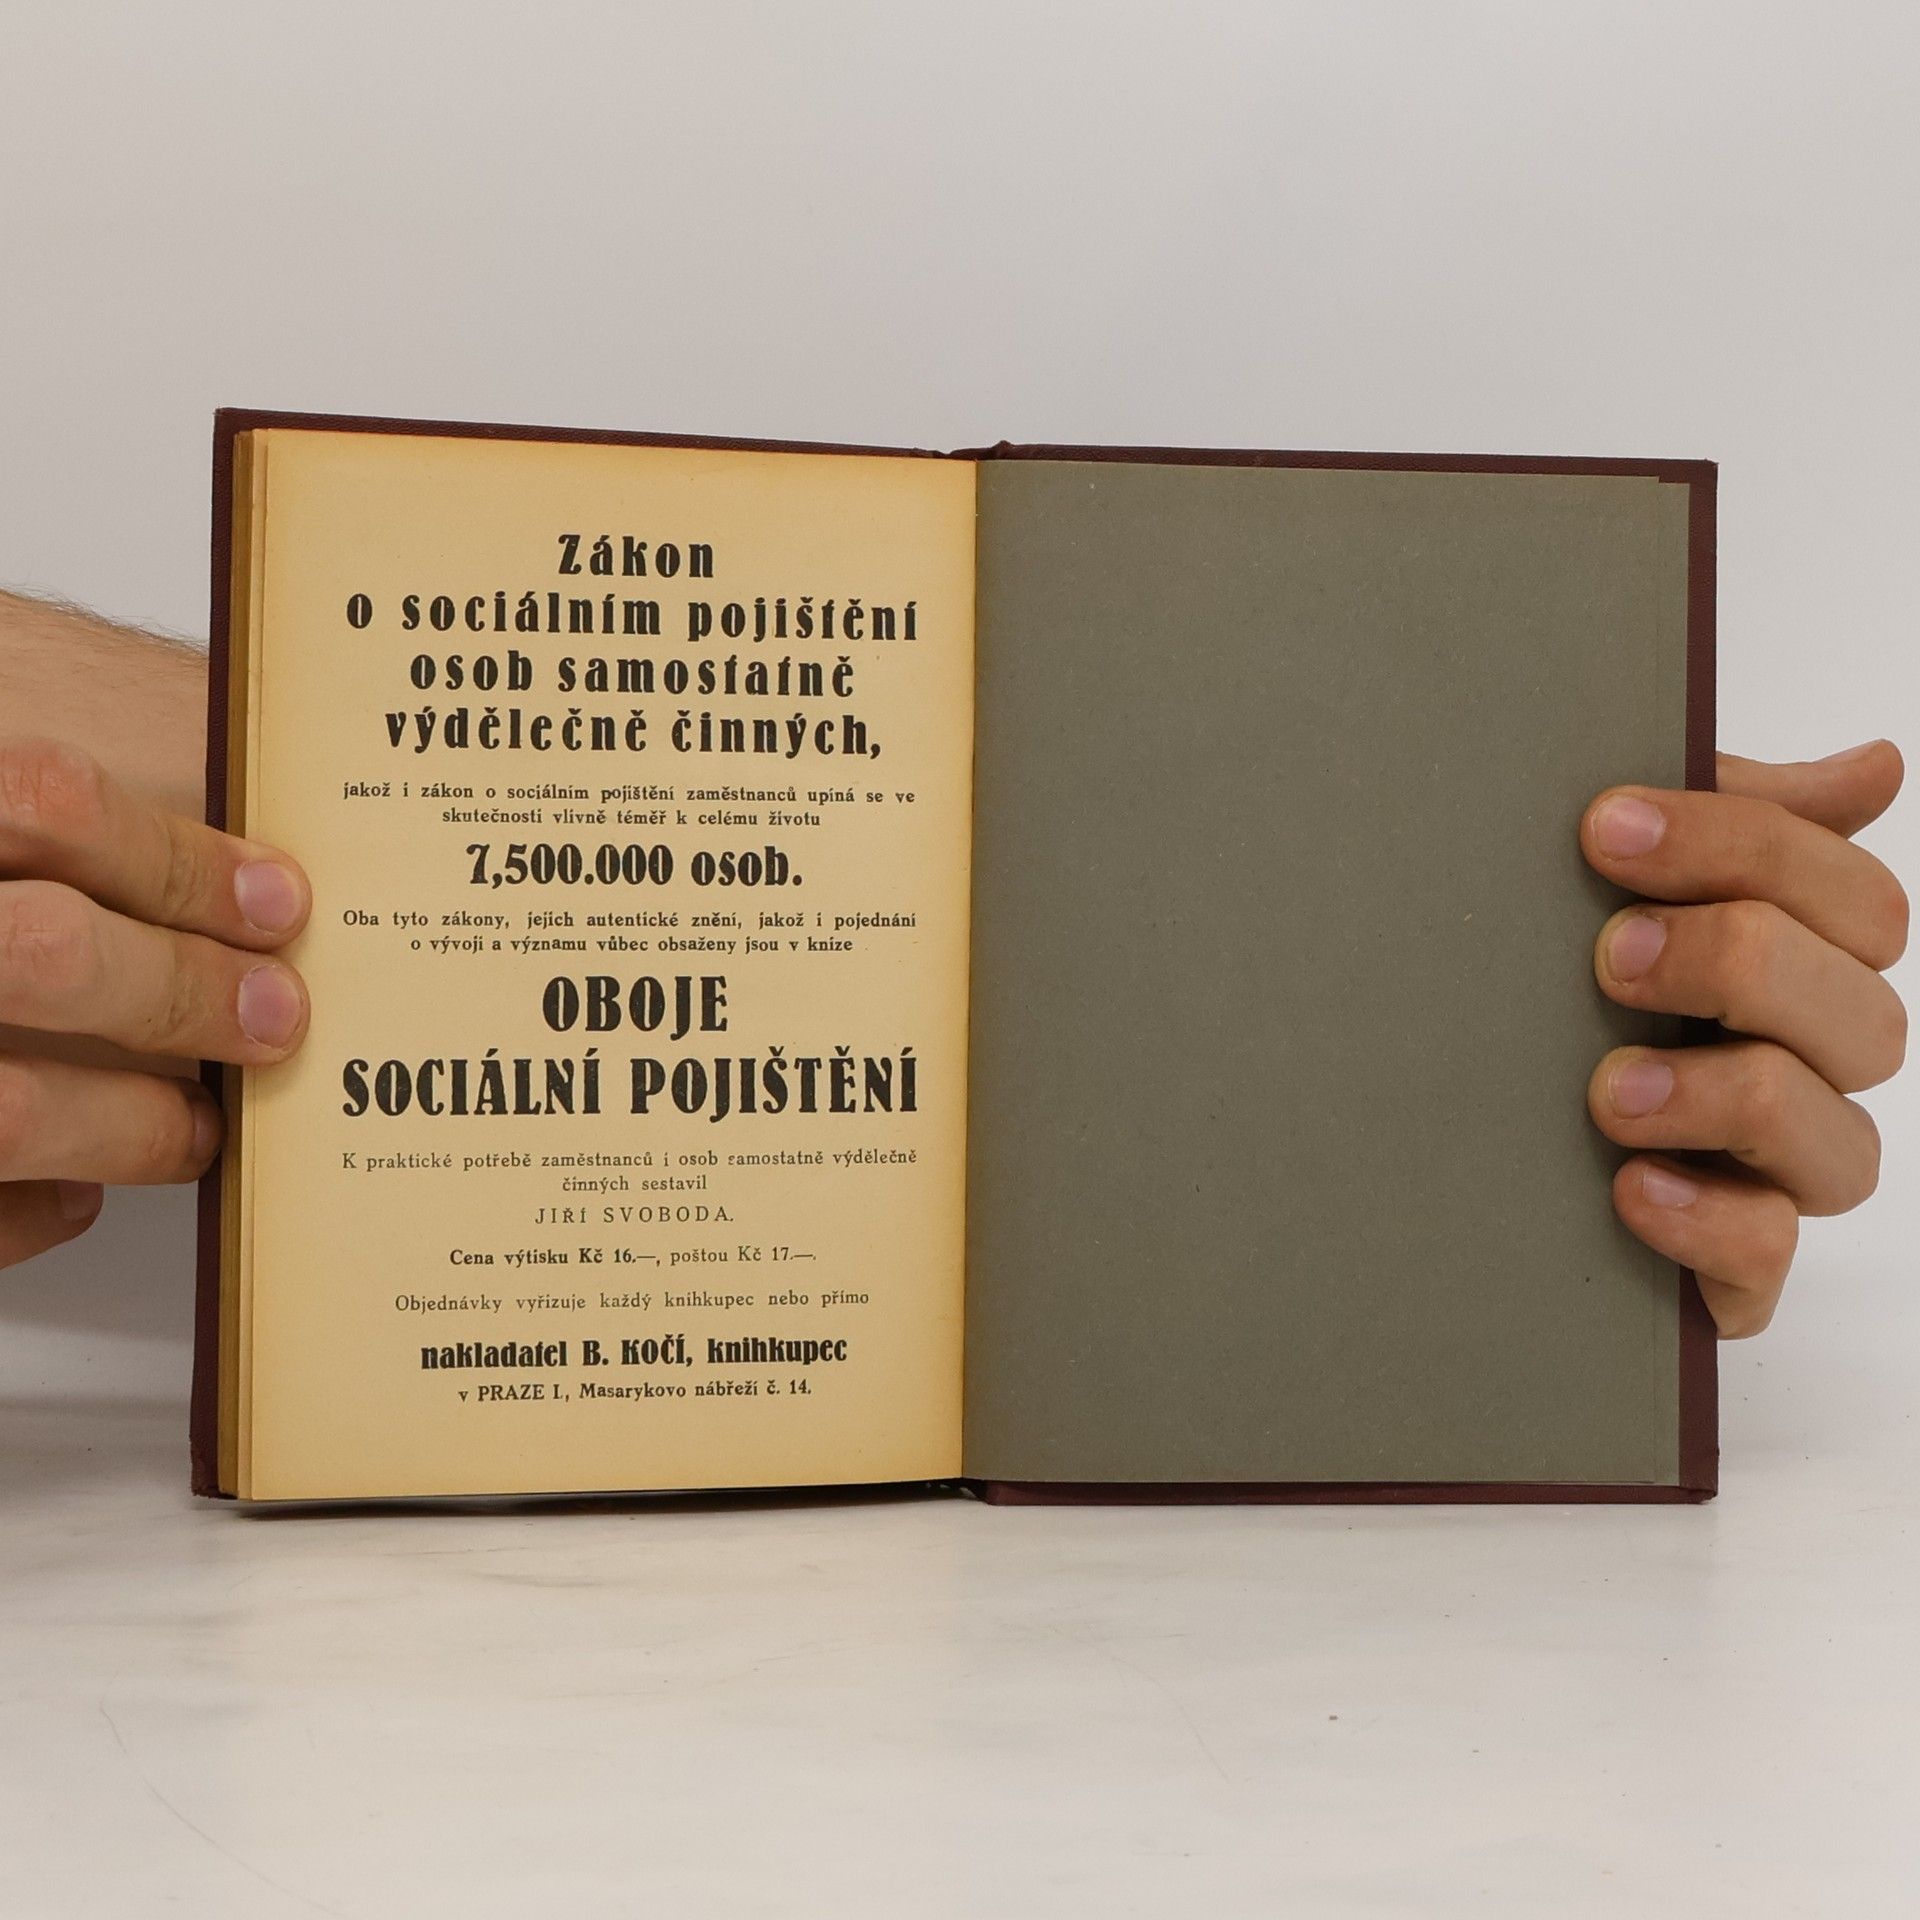 Zákon
o sociálním pojištění
osob samostatně
výdělečně činných,
jakož i zákon o sociálním pojištění zaměstnanců upíná se ve
skutečnosti vlivně téměř k celému životu
7,500.000 osob.
Oba tyto zákony, jejich autentické znění, jakož i pojednání
o vývoji a významu vůbec obsaženy jsou v knize
OBOJE
SOCIÁLNÍ POJIŠTĚNÍ
K praktické potřebě zaměstnanců i osob samostatně výdělečně
činných sestavil
JIŘÍ SVOBODA.
Cena výtisku Kč 16.—, poštou Kč 17.—.
Objednávky vyřizuje každý knihkupec nebo přímo
nakladatel B. KOČÍ, knihkupec
v PRAZE I., Masarykovo nábřeží č. 14.